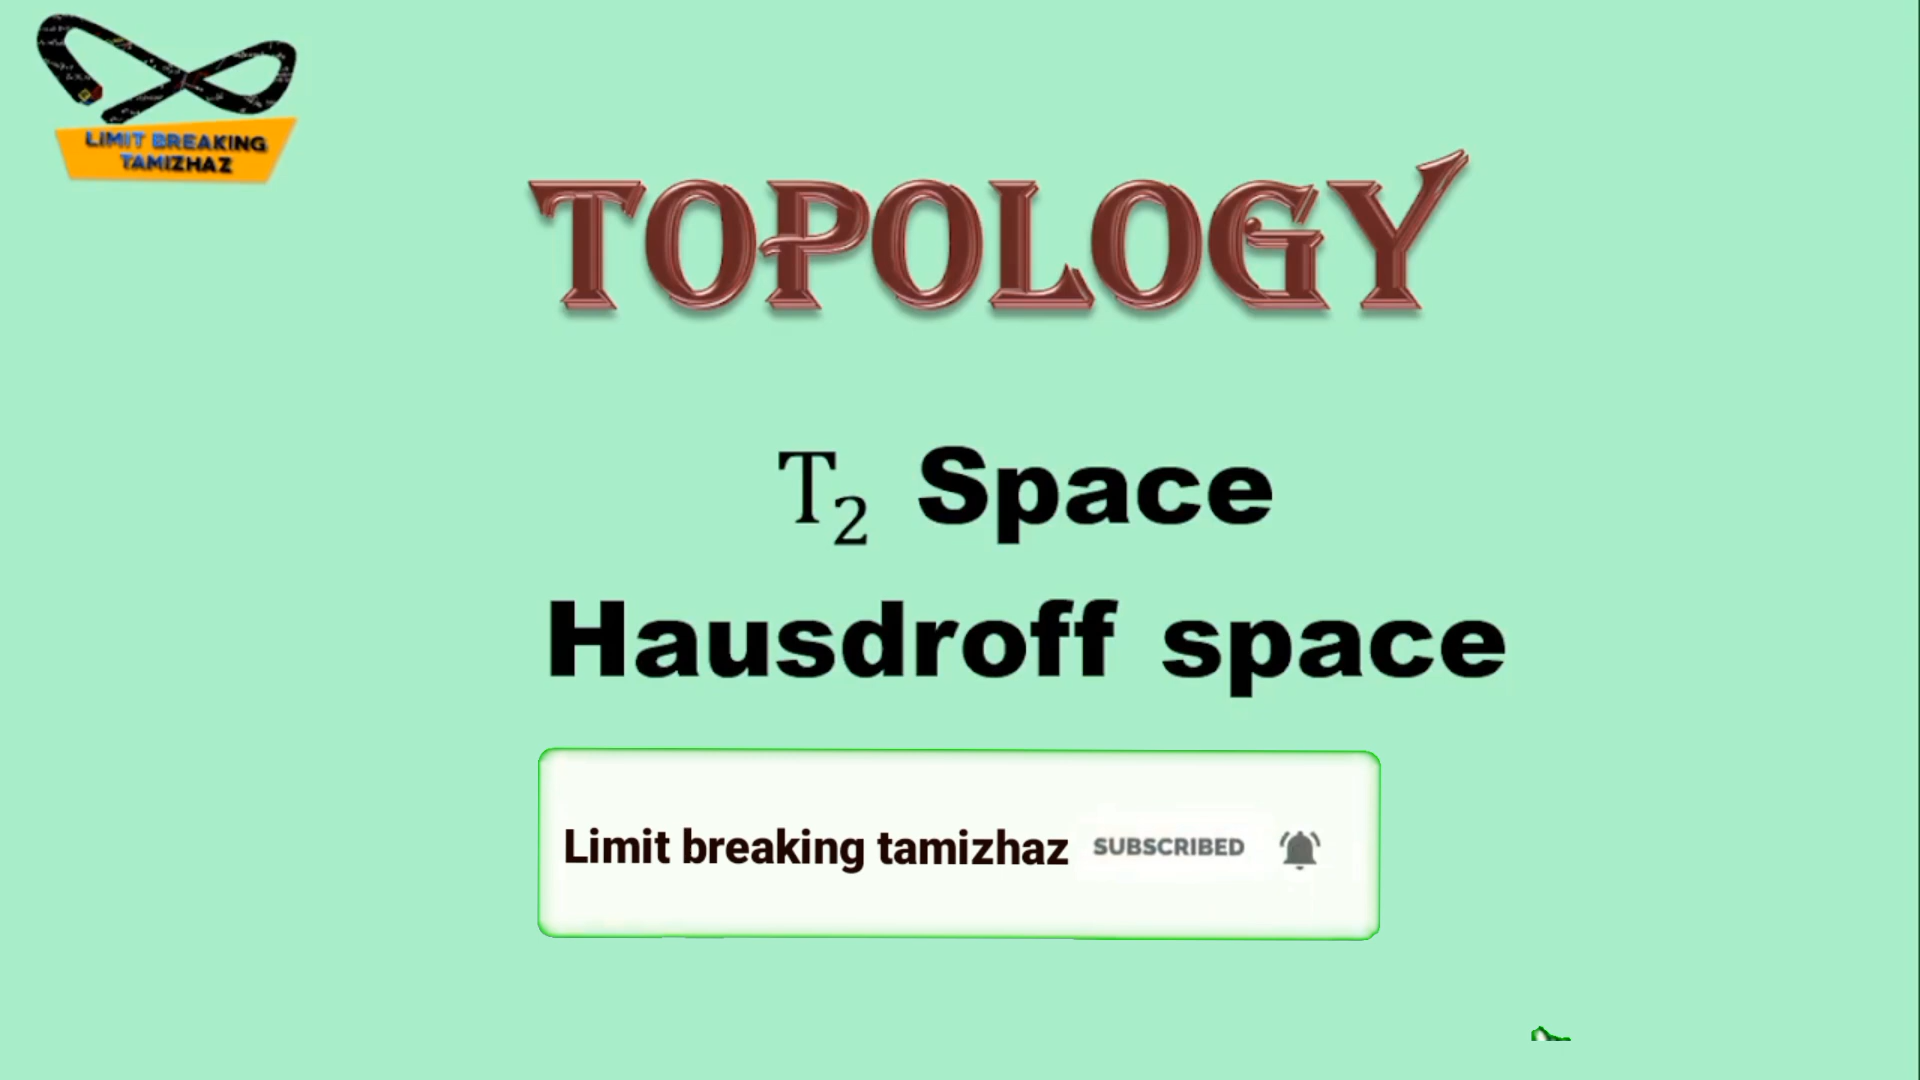 LIMIT BREAKING
TAMIZHAZ
TOPOLOGY
T₂ Space
Hausdroff space
Limit breaking tamizhaz SUBSCRIBED